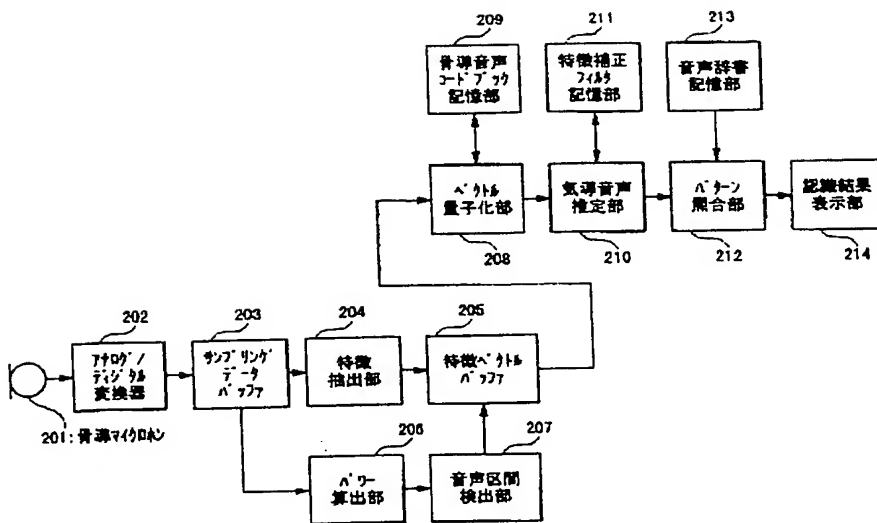 209
211
213
骨導音声
コードブック
記憶部
特徴補正
フィルタ
記憶部
音声辞書
記憶部
ベクトル
量子化部
気導音声
推定部
パターン
照合部
認識結果
表示部
208
210
212
214
202
203
204
205
アナログ/
ディジタル
変換器
サンプリング
データ
バッファ
特徴
抽出部
特徴ベクトル
バッファ
201:骨導マイクロホン
206
207
パワー
算出部
音声区間
検出部